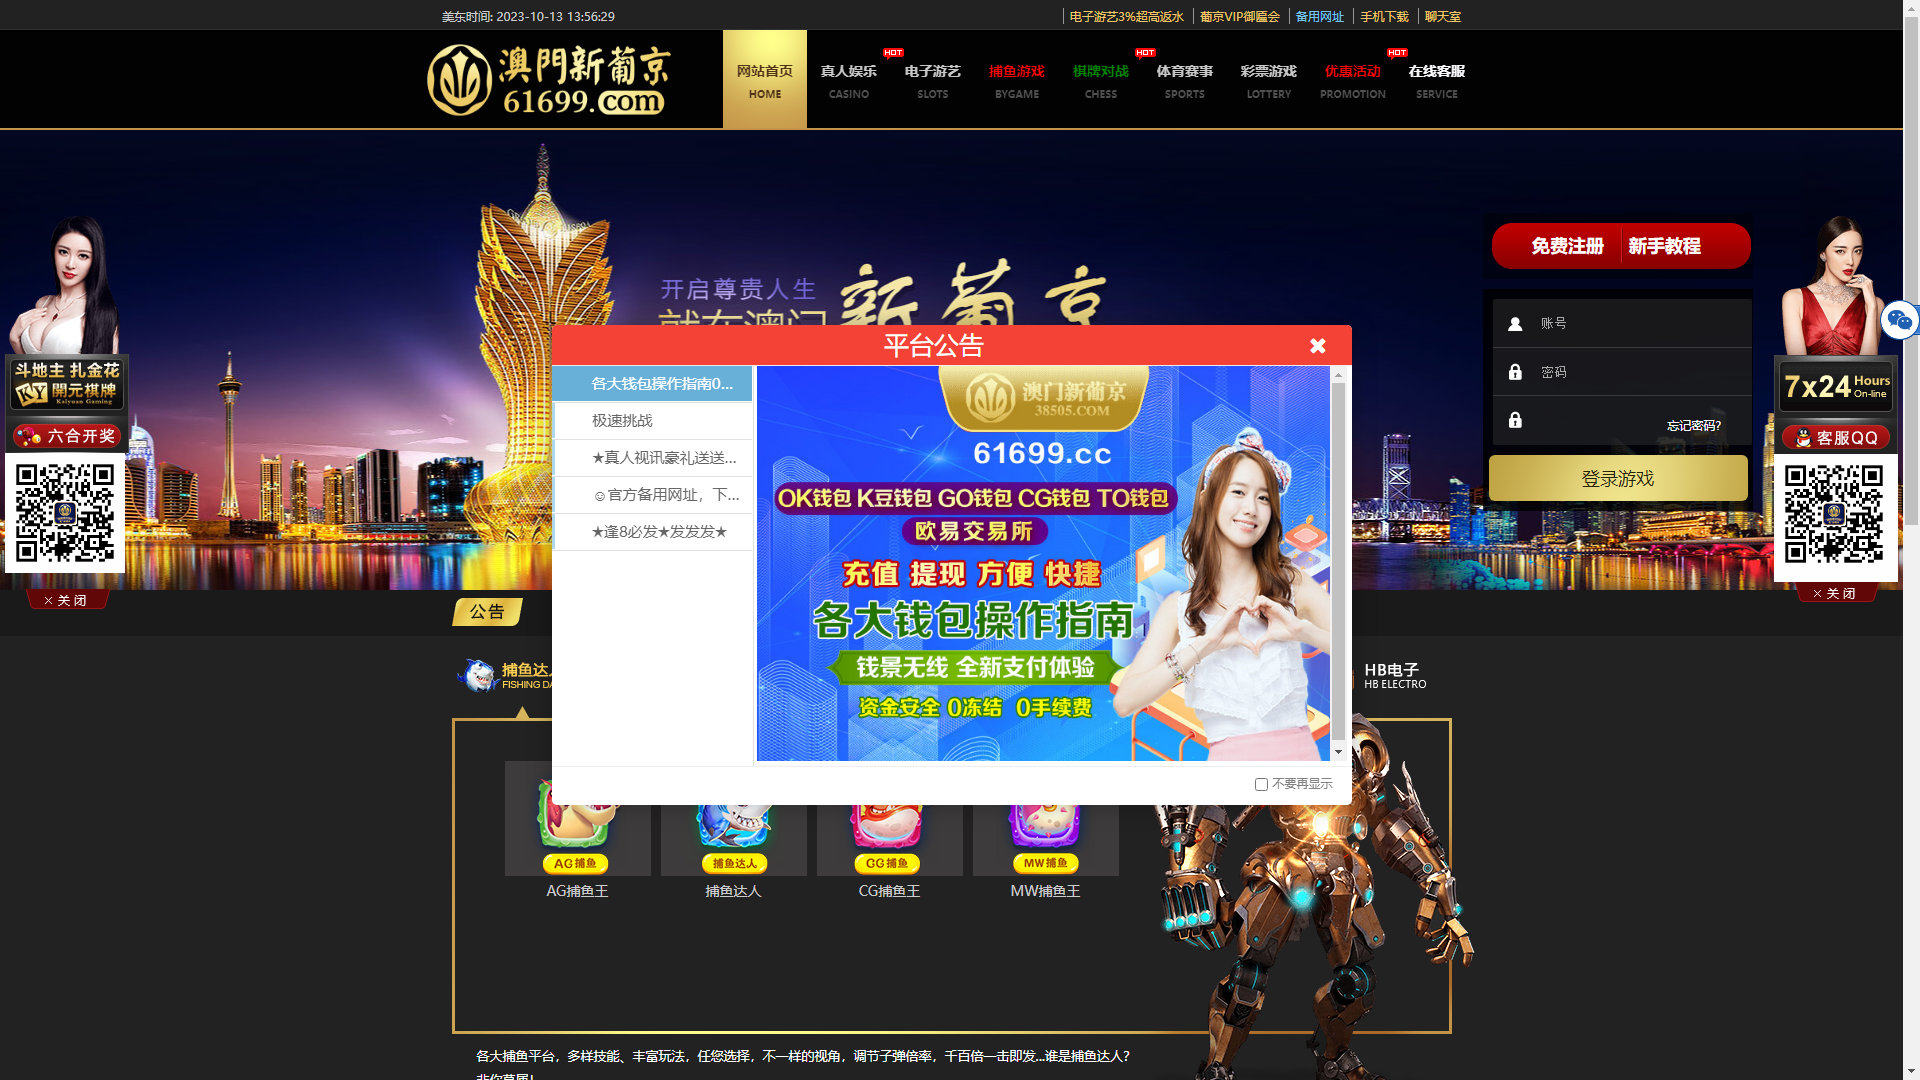 美东时间: 2023-10-13 13:56:29
电子游艺3%超高返水
葡京VIP御匾会
备用网址
手机下载
聊天室
澳門新葡京
61699.com
网站首页
HOME
真人娱乐
CASINO
HOT
电子游艺
SLOTS
捕鱼游戏
BYGAME
棋牌对战
CHESS
HOT
体育赛事
SPORTS
彩票游戏
LOTTERY
优惠活动
PROMOTION
HOT
在线客服
SERVICE
开启尊贵人生
就在澳门
新葡京
斗地主 扎金花
KY 開元棋牌
Kaiyuan Gaming
六合开奖
× 关闭
免费注册
新手教程
账号
密码
忘记密码?
登录游戏
7x24 Hours
On-line
客服QQ
× 关闭
平台公告
各大钱包操作指南0...
极速挑战
★真人视讯豪礼送送...
☺官方备用网址，下...
★逢8必发★发发发★
澳门新葡京
38505.COM
61699.cc
OK钱包 K豆钱包 GO钱包 CG钱包 TO钱包
欧易交易所
充值 提现 方便 快捷
各大钱包操作指南
钱景无线 全新支付体验
资金安全 0冻结 0手续费
不要再显示
公告
捕鱼达
FISHING DA
HB电子
HB ELECTRO
AG捕鱼
捕鱼达人
GG捕鱼
MW捕鱼
AG捕鱼王
捕鱼达人
CG捕鱼王
MW捕鱼王
各大捕鱼平台，多样技能、丰富玩法，任您选择，不一样的视角，调节子弹倍率，千百倍一击即发...谁是捕鱼达人?
非你莫属!